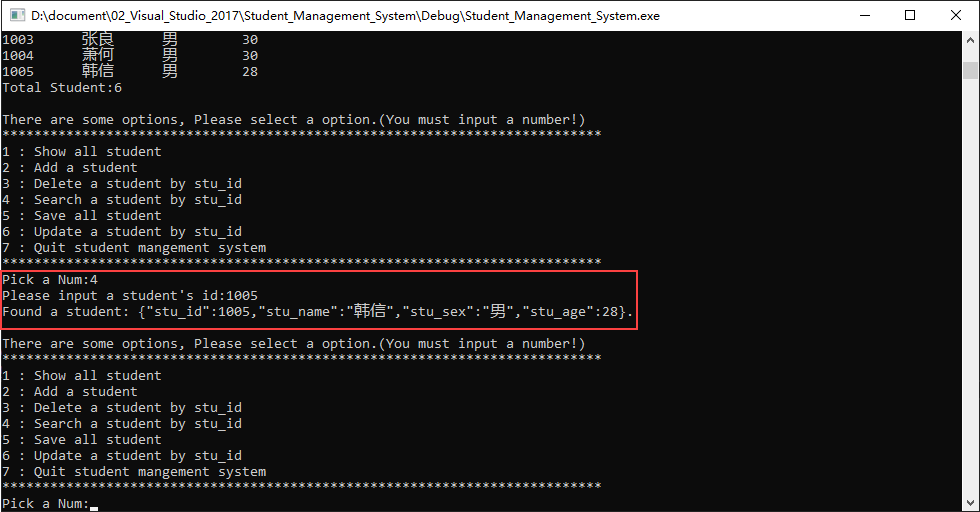 D:\document\02_Visual_Studio_2017\Student_Management_System\Debug\Student_Management_System.exe
1003 张良 男 30
1004 萧何 男 30
1005 韩信 男 28
Total Student:6
There are some options, Please select a option.(You must input a number!)
***************************************************************************
1 : Show all student
2 : Add a student
3 : Delete a student by stu_id
4 : Search a student by stu_id
5 : Save all student
6 : Update a student by stu_id
7 : Quit student mangement system
***************************************************************************
Pick a Num:4
Please input a student's id:1005
Found a student: {"stu_id":1005,"stu_name":"韩信","stu_sex":"男","stu_age":28}.
There are some options, Please select a option.(You must input a number!)
***************************************************************************
1 : Show all student
2 : Add a student
3 : Delete a student by stu_id
4 : Search a student by stu_id
5 : Save all student
6 : Update a student by stu_id
7 : Quit student mangement system
***************************************************************************
Pick a Num: